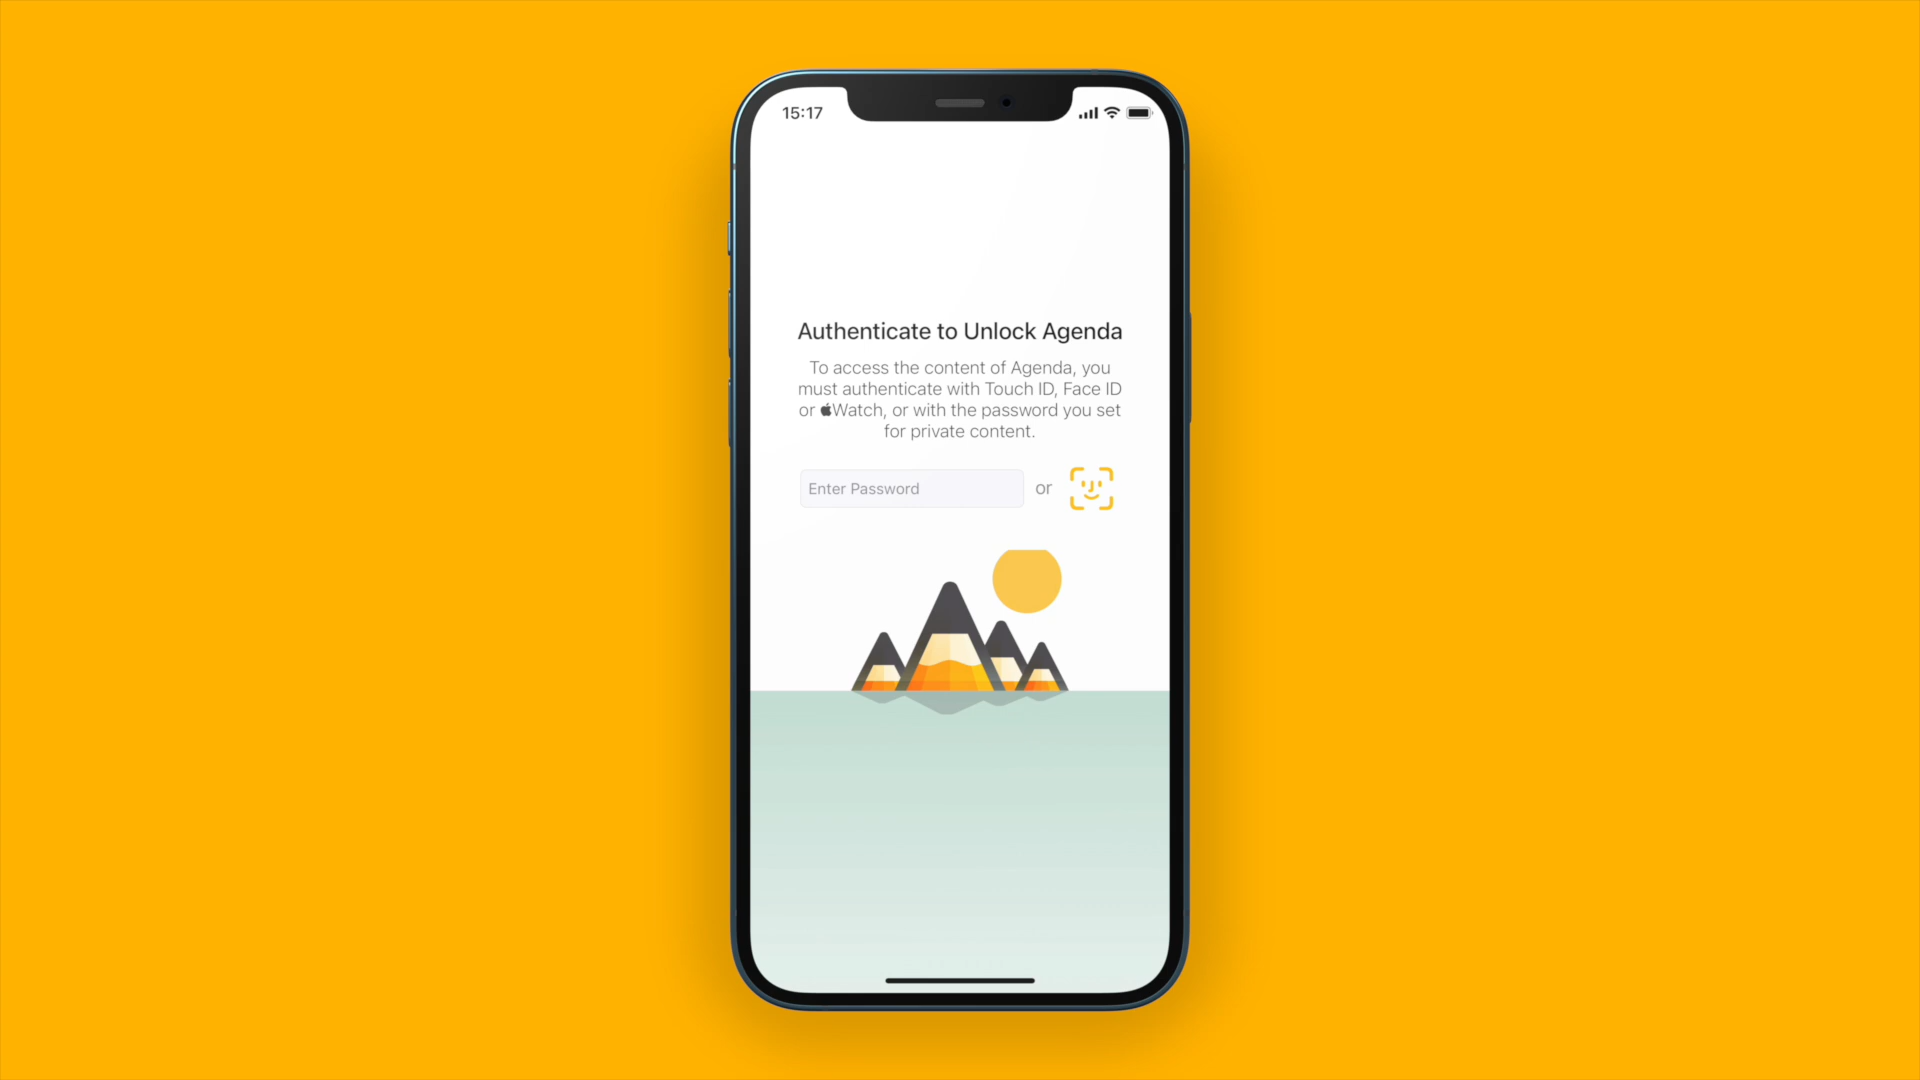 15:17
Authenticate to Unlock Agenda
To access the content of Agenda, you
must authenticate with Touch ID, Face ID
or Watch, or with the password you set
for private content.
Enter Password or